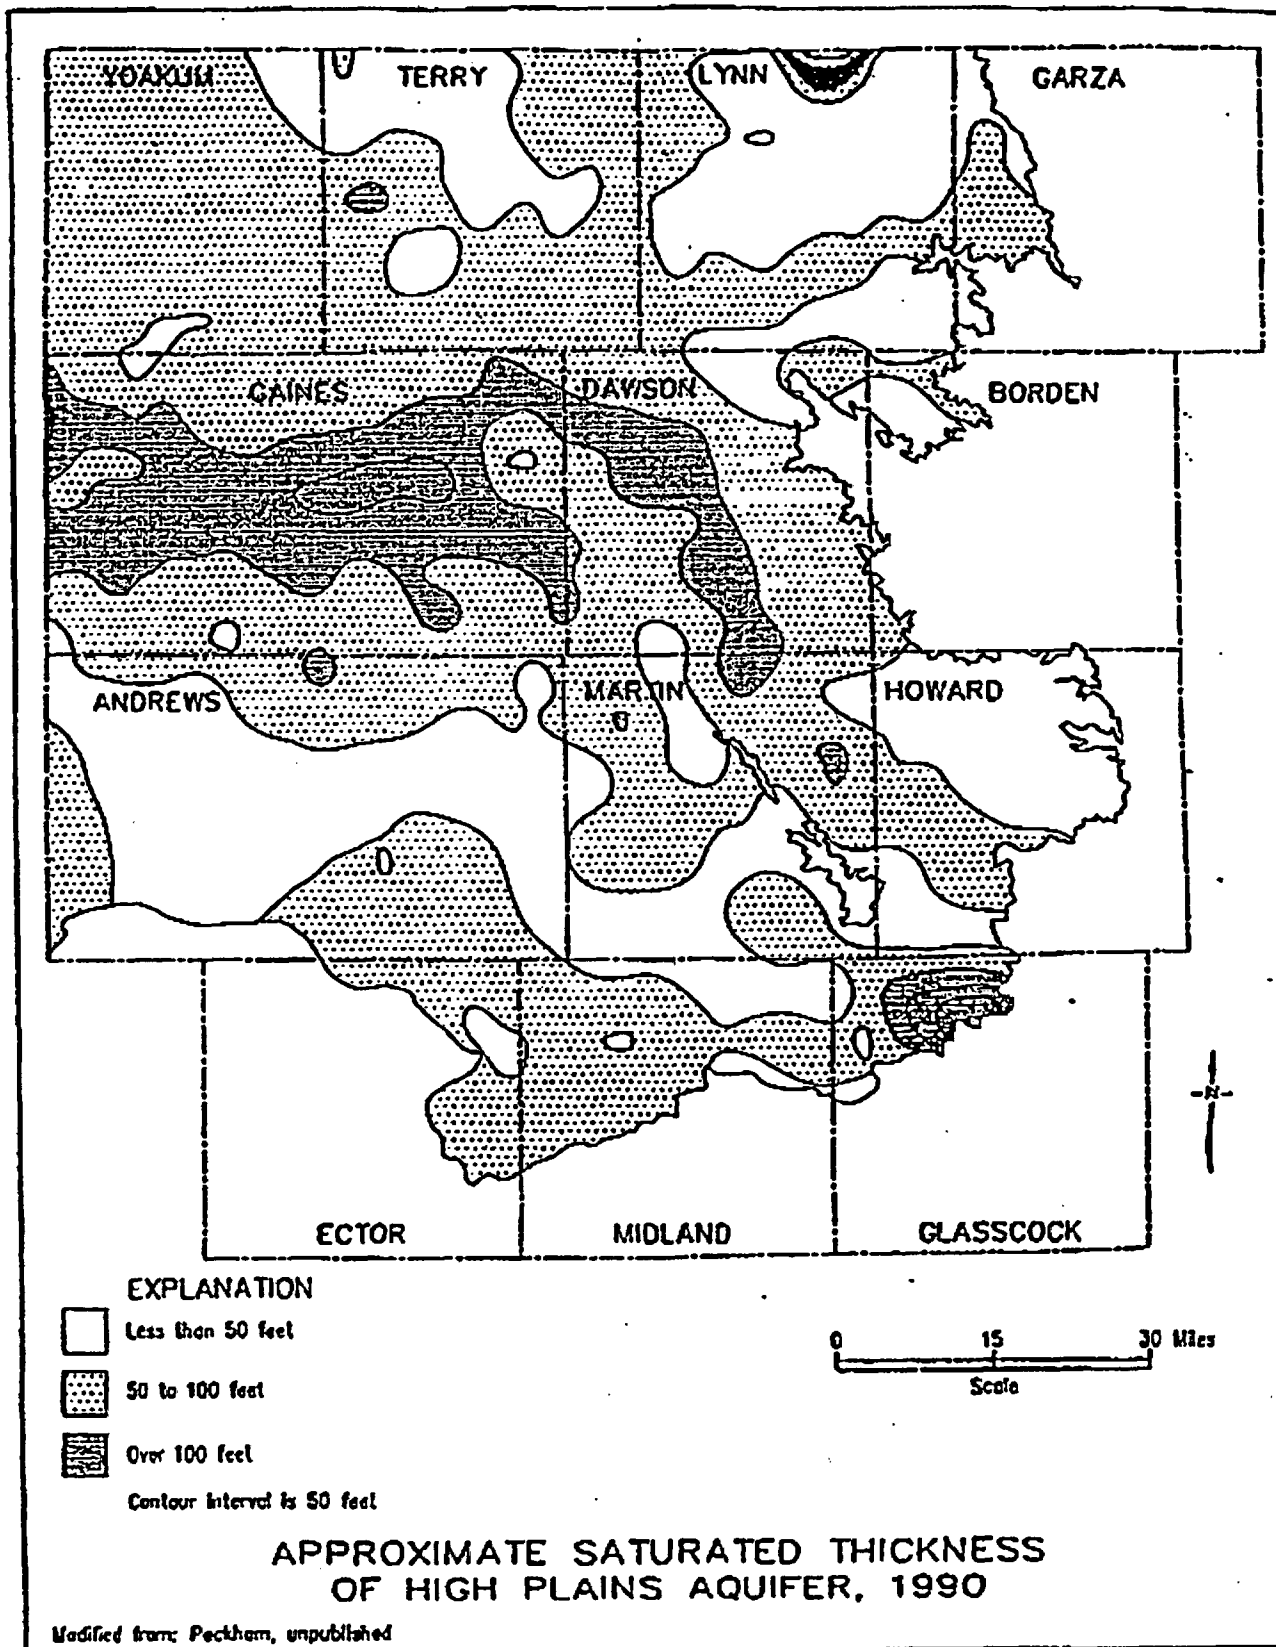 YOAKUM TERRY LYNN GARZA
GAINES DAWSON BORDEN
ANDREWS MARTIN HOWARD
ECTOR MIDLAND GLASSCOCK
EXPLANATION
Less than 50 feet
50 to 100 feet
Over 100 feet
Contour interval is 50 feet
0 15 30 Miles
Scale
APPROXIMATE SATURATED THICKNESS
OF HIGH PLAINS AQUIFER, 1990
Modified from: Peckham, unpublished